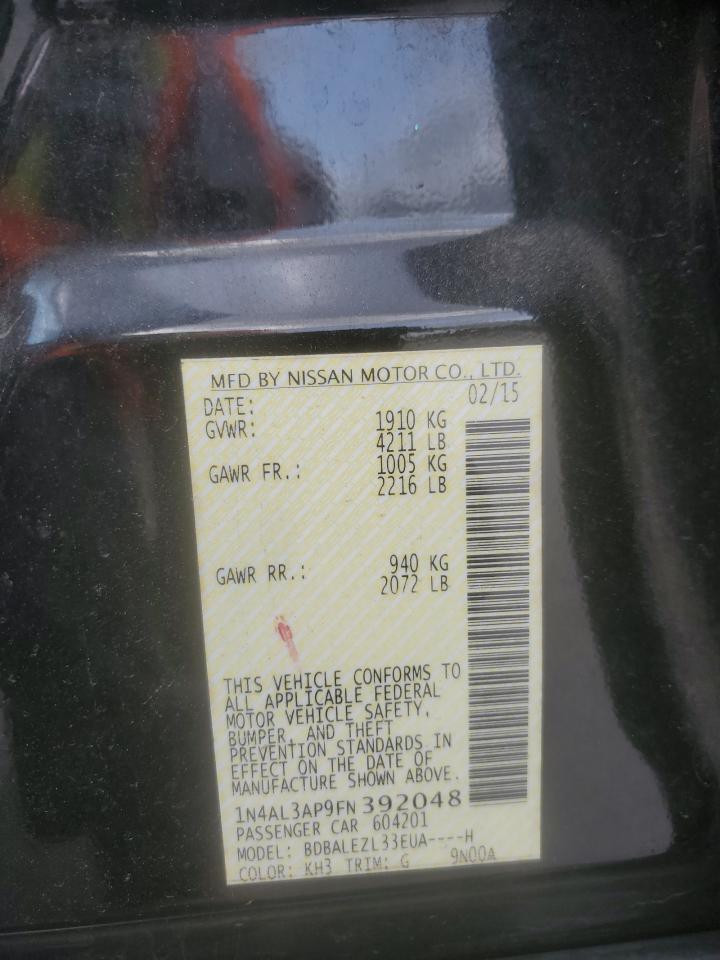 MFD BY NISSAN MOTOR CO., LTD.
DATE: 02/15
GVWR: 1910 KG
4211 LB
GAWR FR.: 1005 KG
2216 LB
GAWR RR.: 940 KG
2072 LB
THIS VEHICLE CONFORMS TO
ALL APPLICABLE FEDERAL
MOTOR VEHICLE SAFETY,
BUMPER, AND THEFT
PREVENTION STANDARDS IN
EFFECT ON THE DATE OF
MANUFACTURE SHOWN ABOVE.
1N4AL3AP9FN 392048
PASSENGER CAR 604201
MODEL: BDBALEZL33EUA----H
COLOR: KH3 TRIM: G 9N00A